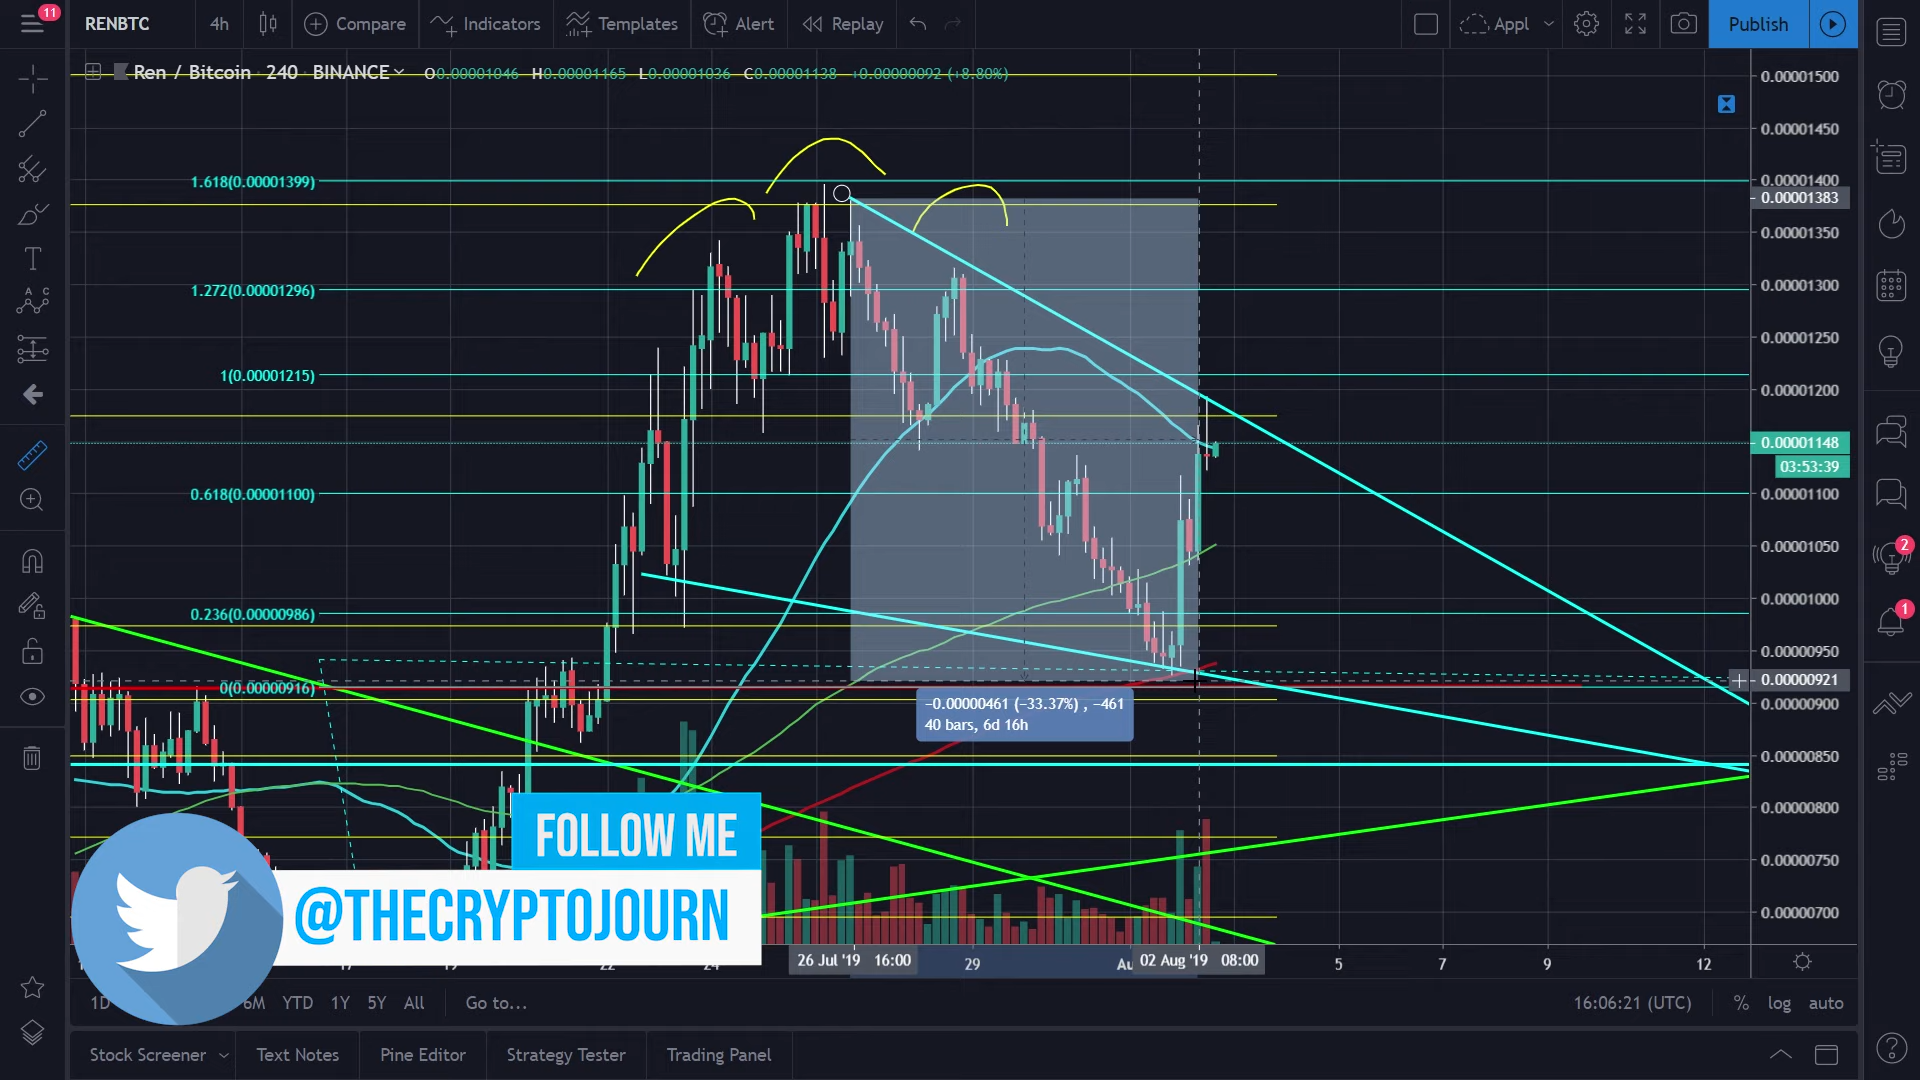 11
RENBTC
4h
Compare
Indicators
Templates
Alert
Replay
Appl
Publish
Ren / Bitcoin 240 BINANCE
O0.00001046 H0.00001165 L0.00001036 C0.00001138 +0.00000092 (+8.80%)
0.00001500
0.00001450
1.618(0.00001399)
0.00001400
0.00001383
0.00001350
1.272(0.00001296)
0.00001300
0.00001250
1(0.00001215)
0.00001200
0.00001148
03:53:39
0.618(0.00001100)
0.00001100
0.00001050
2
0.236(0.00000986)
0.00001000
1
0.00000950
0(0.00000916)
0.00000921
−0.00000461 (−33.37%) , −461
40 bars, 6d 16h
0.00000900
0.00000850
0.00000800
FOLLOW ME
0.00000750
@THECRYPTOJOURN
0.00000700
22
24
26 Jul '19 16:00
29
Au
02 Aug '19 08:00
5
7
9
12
1D
6M
YTD
1Y
5Y
All
Go to...
16:06:21 (UTC)
%
log
auto
Stock Screener
Text Notes
Pine Editor
Strategy Tester
Trading Panel